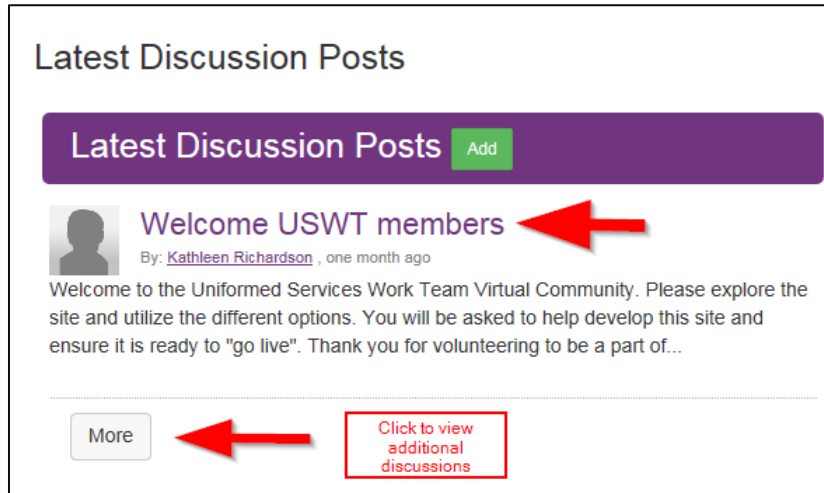 Latest Discussion Posts
Latest Discussion Posts Add
Welcome USWT members
By: Kathleen Richardson , one month ago
Welcome to the Uniformed Services Work Team Virtual Community. Please explore the
site and utilize the different options. You will be asked to help develop this site and
ensure it is ready to "go live". Thank you for volunteering to be a part of...
More
Click to view
additional
discussions